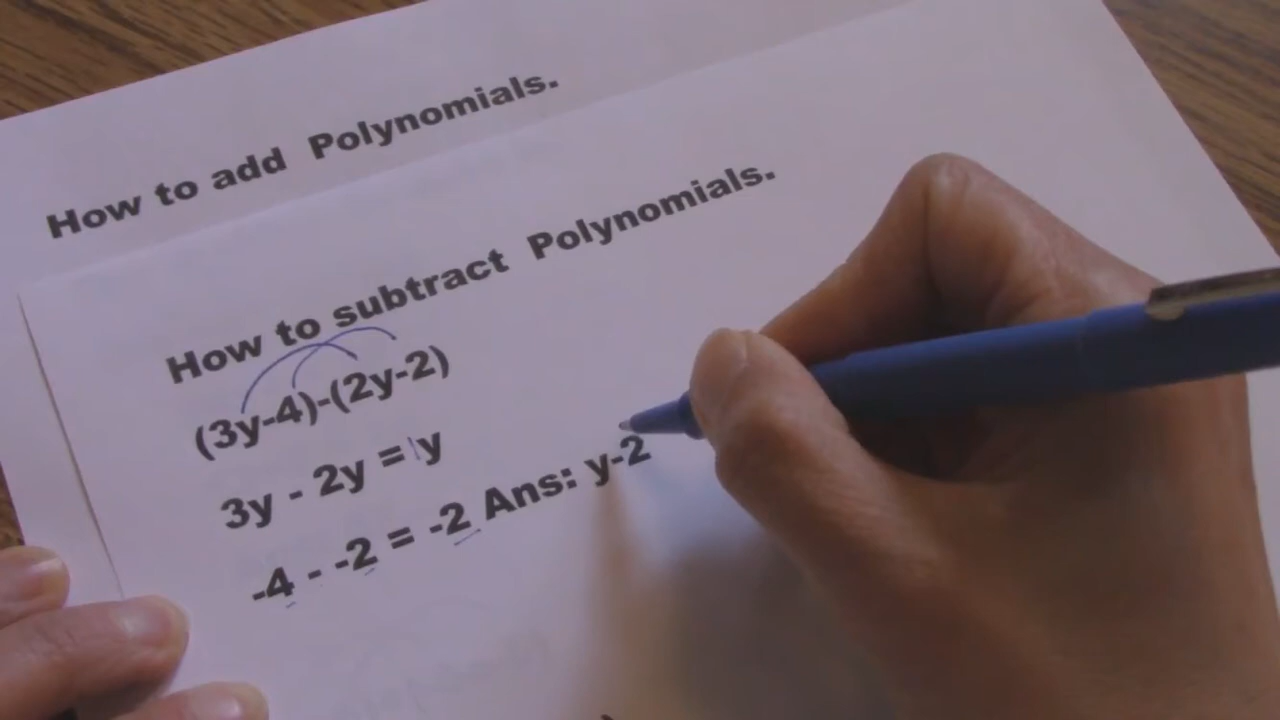 How to add Polynomials.
How to subtract Polynomials.
(3y-4)-(2y-2)
3y - 2y = 1y
-4 - -2 = -2 Ans: y-2